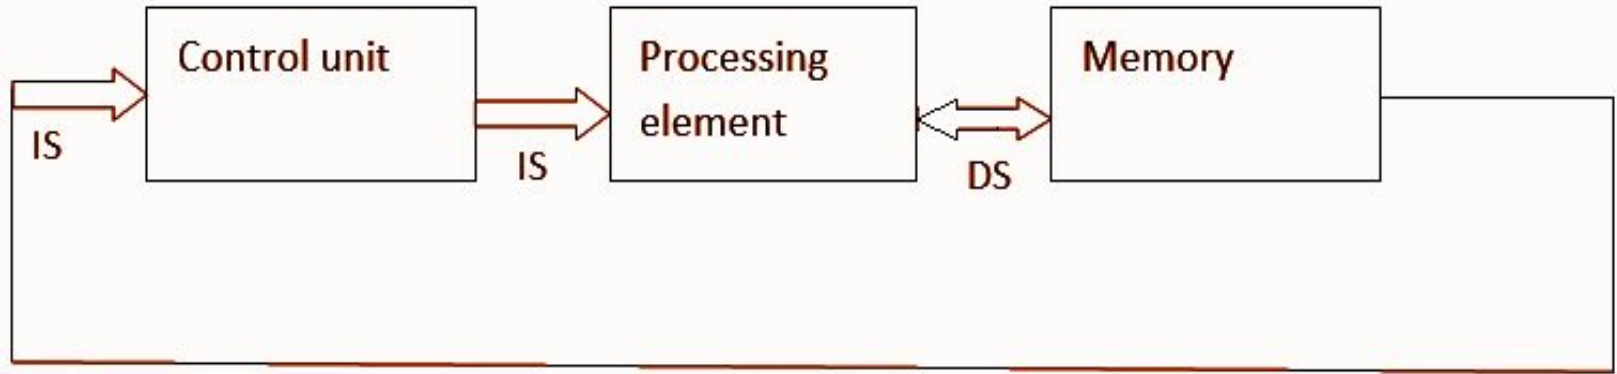 Control unit
Processing
element
Memory
IS
IS
DS